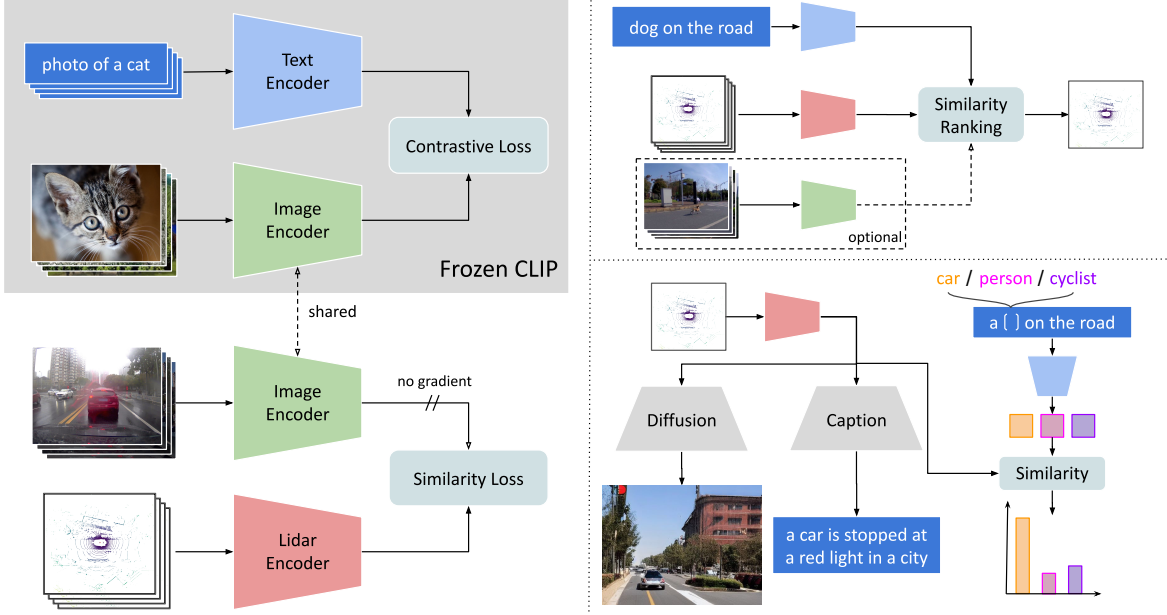 photo of a cat
Text
Encoder
Contrastive Loss
Image
Encoder
Frozen CLIP
shared
Image
Encoder
no gradient
Similarity Loss
Lidar
Encoder
dog on the road
Similarity
Ranking
optional
car / person / cyclist
a [ ] on the road
Diffusion
Caption
Similarity
a car is stopped at
a red light in a city